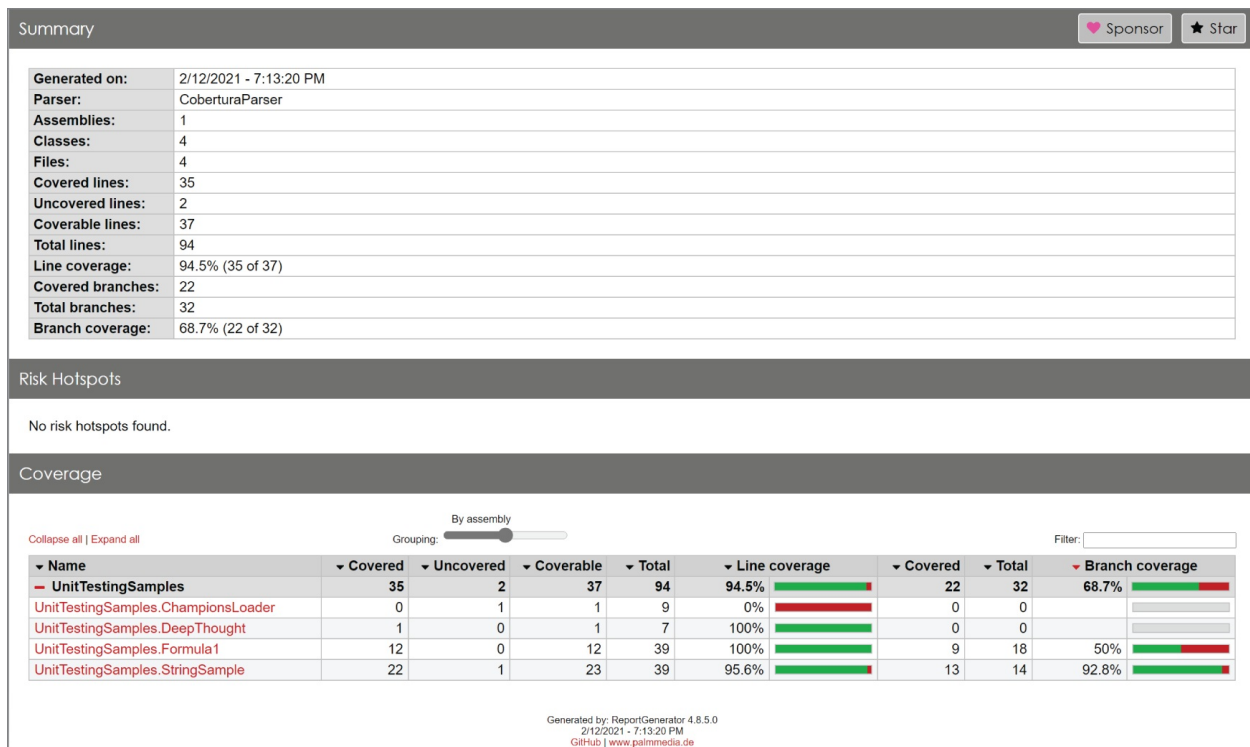 Summary
Sponsor
Star
Generated on: 2/12/2021 - 7:13:20 PM
Parser: CoberturaParser
Assemblies: 1
Classes: 4
Files: 4
Covered lines: 35
Uncovered lines: 2
Coverable lines: 37
Total lines: 94
Line coverage: 94.5% (35 of 37)
Covered branches: 22
Total branches: 32
Branch coverage: 68.7% (22 of 32)
Risk Hotspots
No risk hotspots found.
Coverage
By assembly
Collapse all | Expand all Grouping: Filter:
Name Covered Uncovered Coverable Total Line coverage Covered Total Branch coverage
UnitTestingSamples 35 2 37 94 94.5% 22 32 68.7%
UnitTestingSamples.ChampionsLoader 0 1 1 9 0% 0 0
UnitTestingSamples.DeepThought 1 0 1 7 100% 0 0
UnitTestingSamples.Formula1 12 0 12 39 100% 9 18 50%
UnitTestingSamples.StringSample 22 1 23 39 95.6% 13 14 92.8%
Generated by: ReportGenerator 4.8.5.0
2/12/2021 - 7:13:20 PM
GitHub | www.palmmedia.de